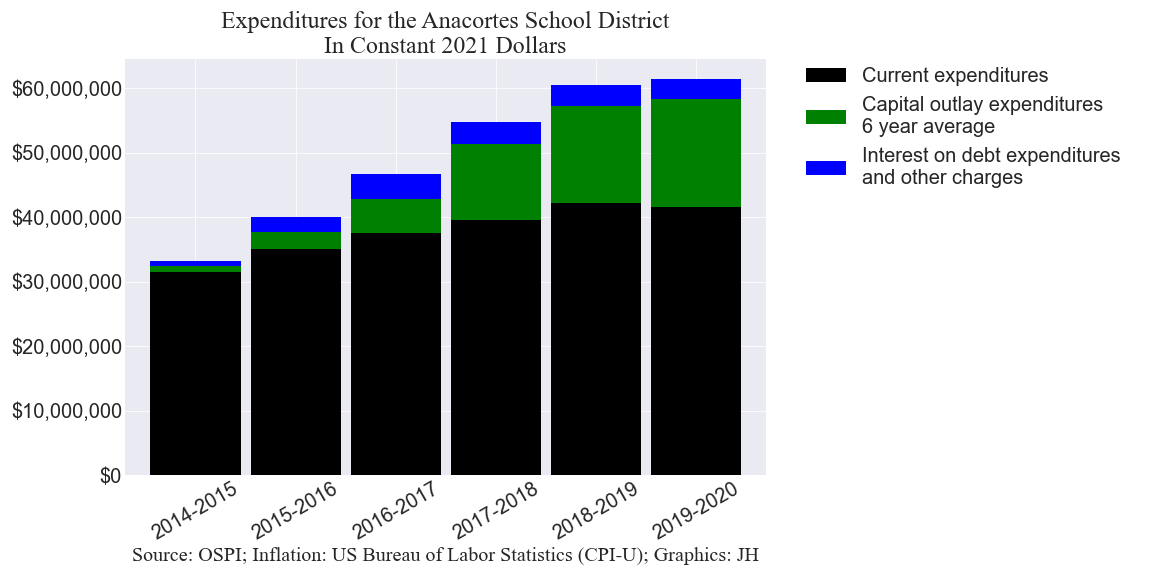 Expenditures for the Anacortes School District
In Constant 2021 Dollars
$60,000,000
$50,000,000
$40,000,000
$30,000,000
$20,000,000
$10,000,000
$0
2014-2015
2015-2016
2016-2017
2017-2018
2018-2019
2019-2020
Source: OSPI; Inflation: US Bureau of Labor Statistics (CPI-U); Graphics: JH
Current expenditures
Capital outlay expenditures
6 year average
Interest on debt expenditures
and other charges